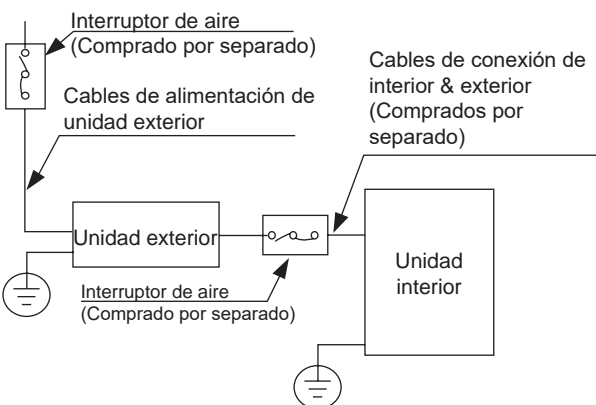 Interruptor de aire
(Comprado por separado)
Cables de alimentación de
unidad exterior
Cables de conexión de
interior & exterior
(Comprados por
separado)
Unidad exterior
Interruptor de aire
(Comprado por separado)
Unidad
interior